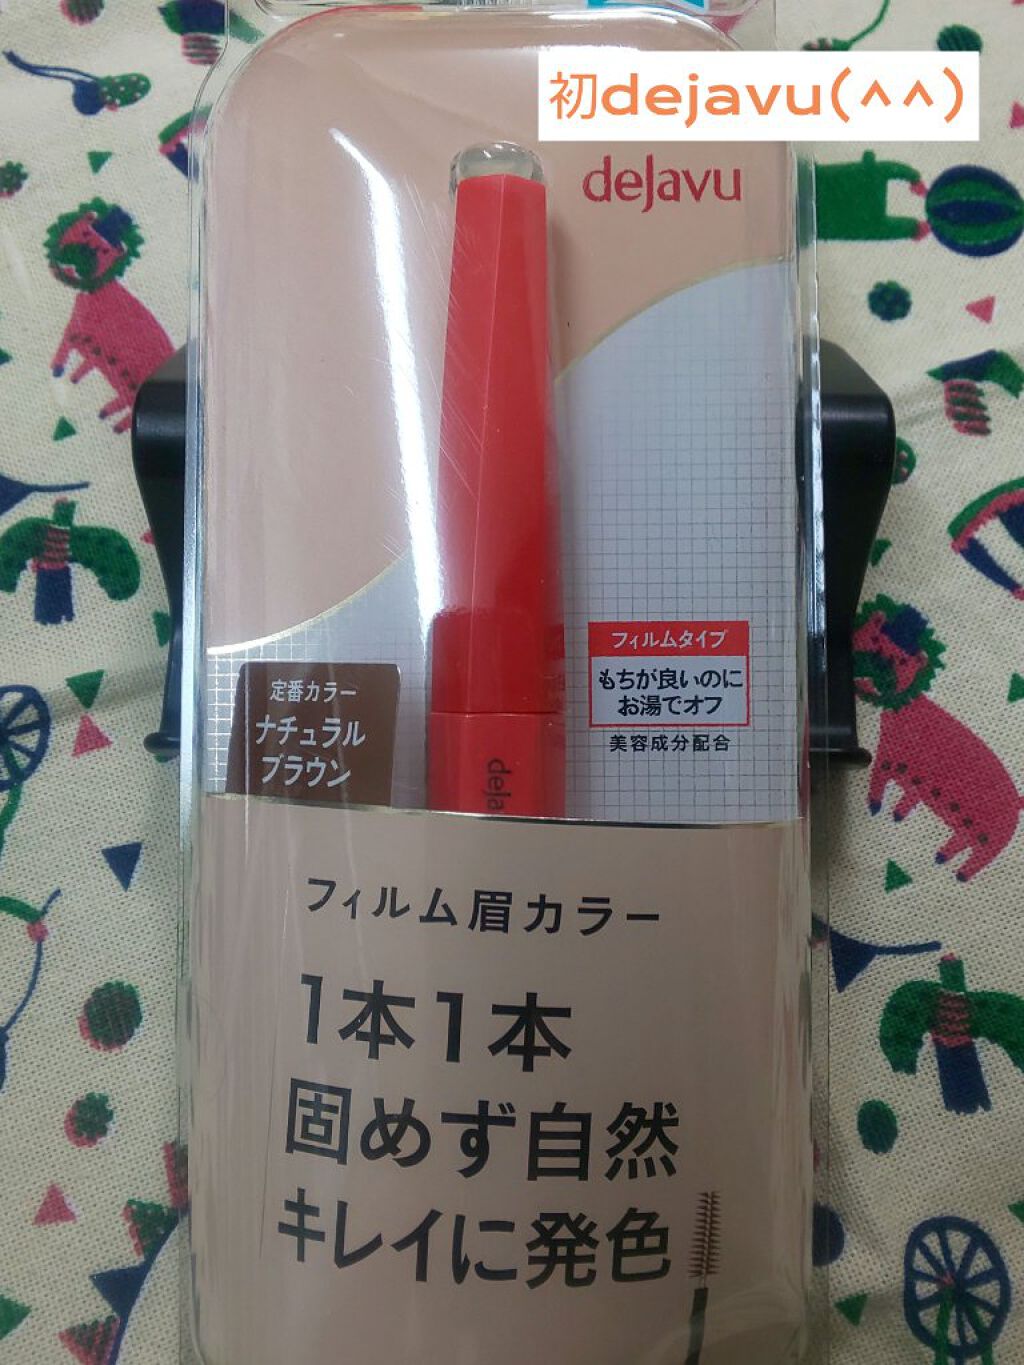 初dejavu(^^)
dejavu
フィルムタイプ
もちが良いのに
お湯でオフ
美容成分配合
定番カラー
ナチュラル
ブラウン
deja
フィルム眉カラー
1本1本
固めず自然
キレイに発色